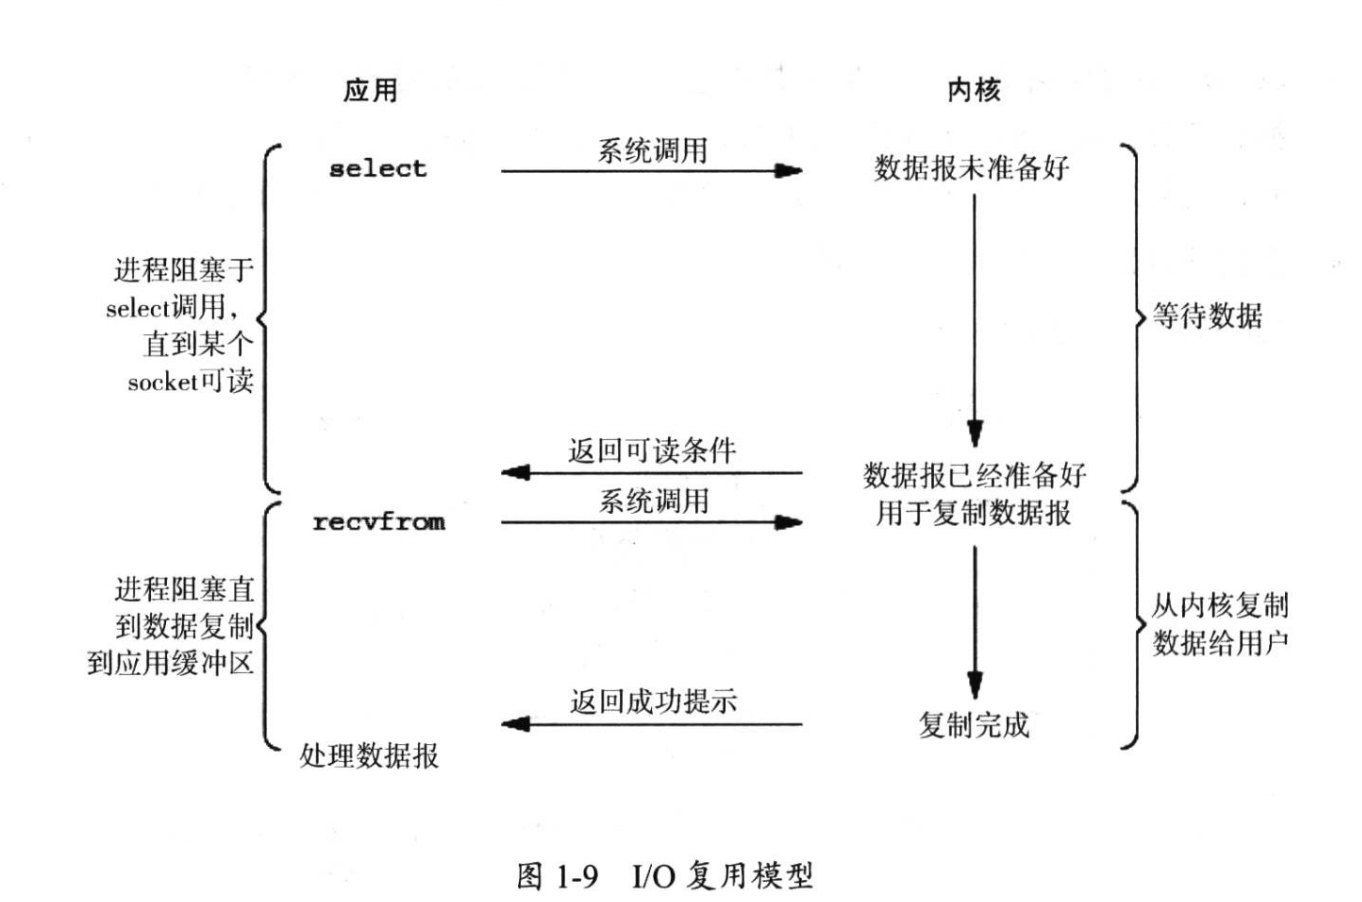 应用
内核
select
系统调用
数据报未准备好
进程阻塞于
select调用，
直到某个
socket可读
等待数据
返回可读条件
数据报已经准备好
用于复制数据报
recvfrom
系统调用
进程阻塞直
到数据复制
到应用缓冲区
从内核复制
数据给用户
返回成功提示
复制完成
处理数据报
图 1-9 I/O 复用模型